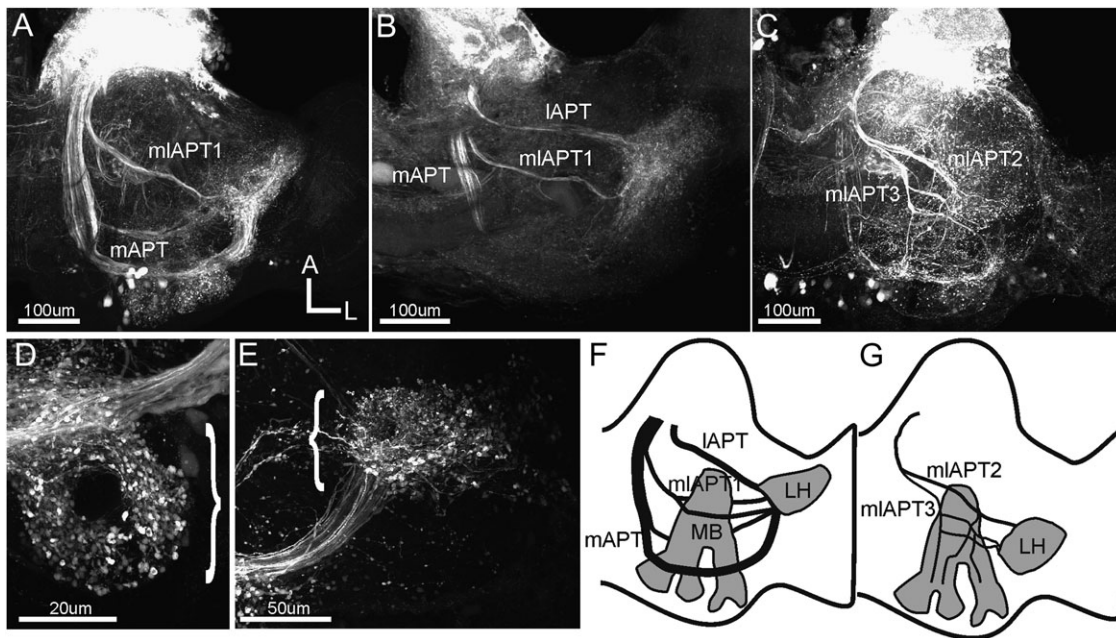 A
mlAPT1
mAPT
A
L
100um
B
lAPT
mlAPT1
mAPT
100um
C
mlAPT2
mlAPT3
100um
D
20um
E
50um
F
lAPT
mlAPT1
LH
MB
mAPT
G
mlAPT2
mlAPT3
LH